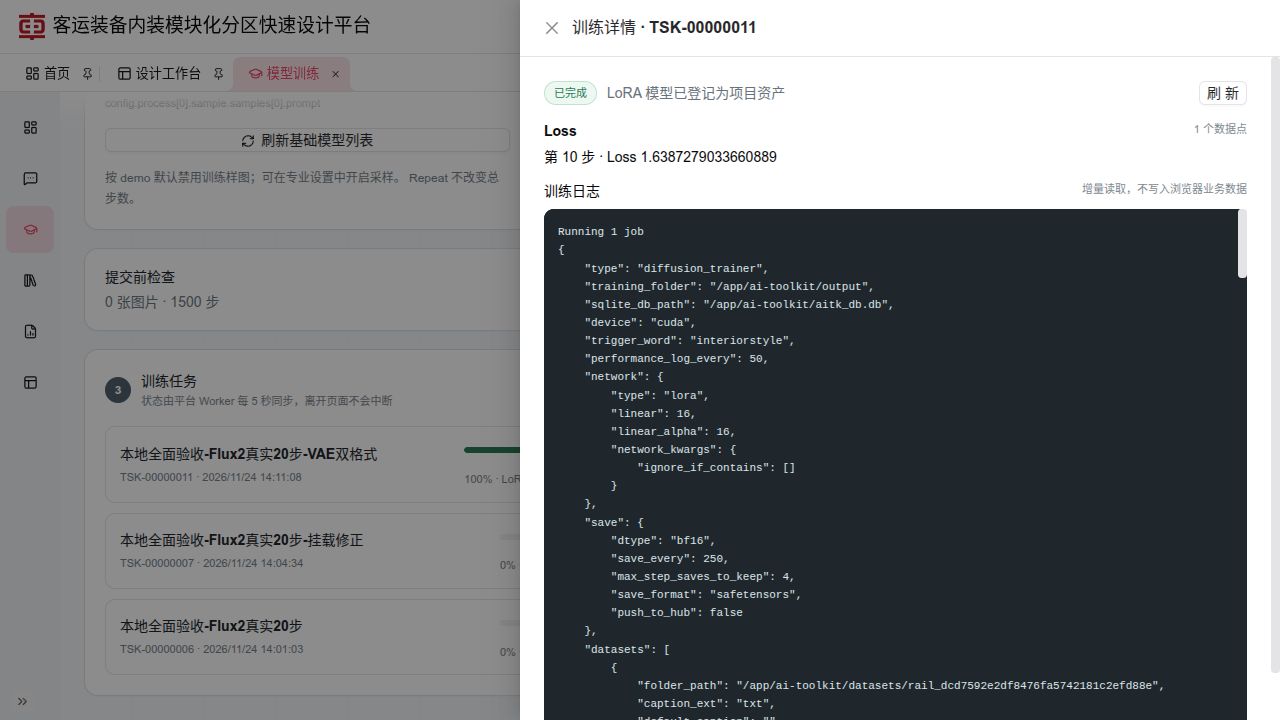 客运装备内装模块化分区快速设计平台
首页
设计工作台
模型训练 ×
config.process[0].sample.samples[0].prompt
刷新基础模型列表
按 demo 默认禁用训练样图；可在专业设置中开启采样。 Repeat 不改变总
步数。
提交前检查
0 张图片 · 1500 步
3
训练任务
状态由平台 Worker 每 5 秒同步，离开页面不会中断
本地全面验收-Flux2真实20步-VAE双格式
TSK-00000011 · 2026/11/24 14:11:08
100% · LoR
本地全面验收-Flux2真实20步-挂载修正
TSK-00000007 · 2026/11/24 14:04:34
0%
本地全面验收-Flux2真实20步
TSK-00000006 · 2026/11/24 14:01:03
0%
训练详情 · TSK-00000011
已完成
LoRA 模型已登记为项目资产
刷 新
Loss
1 个数据点
第 10 步 · Loss 1.6387279033660889
训练日志
增量读取，不写入浏览器业务数据
Running 1 job
{
    "type": "diffusion_trainer",
    "training_folder": "/app/ai-toolkit/output",
    "sqlite_db_path": "/app/ai-toolkit/aitk_db.db",
    "device": "cuda",
    "trigger_word": "interiorstyle",
    "performance_log_every": 50,
    "network": {
        "type": "lora",
        "linear": 16,
        "linear_alpha": 16,
        "network_kwargs": {
            "ignore_if_contains": []
        }
    },
    "save": {
        "dtype": "bf16",
        "save_every": 250,
        "max_step_saves_to_keep": 4,
        "save_format": "safetensors",
        "push_to_hub": false
    },
    "datasets": [
        {
            "folder_path": "/app/ai-toolkit/datasets/rail_dcd7592e2df8476fa5742181c2efd88e",
            "caption_ext": "txt",
            "default_caption": ""